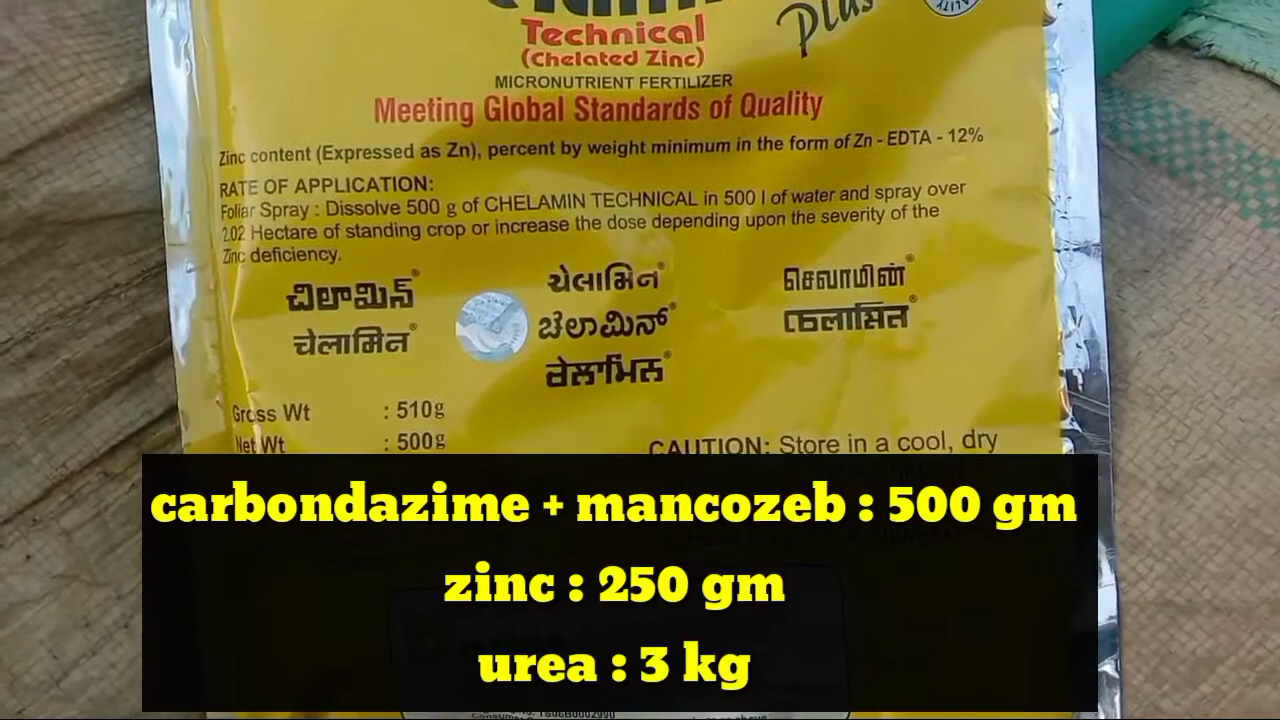 Plus
Technical
(Chelated Zinc)
MICRONUTRIENT FERTILIZER
Meeting Global Standards of Quality
Zinc content (Expressed as Zn), percent by weight minimum in the form of Zn - EDTA - 12%
RATE OF APPLICATION:
Foliar Spray : Dissolve 500 g of CHELAMIN TECHNICAL in 500 l of water and spray over
2.02 Hectare of standing crop or increase the dose depending upon the severity of the
Zinc deficiency.
చిలామిన్®
चेलामिन®
ચેલામિન®
ಚೆಲಾಮಿನ್®
செலாமின்®
Gross Wt : 510g
Net Wt : 500g
CAUTION: Store in a cool, dry
carbondazime + mancozeb : 500 gm
zinc : 250 gm
urea : 3 kg